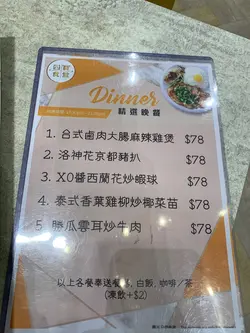 Dinner
精選晚餐
1. 台式鹵肉大腸麻辣雞煲 $78
2. 洛神花京都豬扒 $78
3. XO醬西蘭花炒蝦球 $78
4. 泰式香葉雞柳炒椰菜苗 $78
5. 勝瓜雲耳炒牛肉 $78
以上各餐奉送餐湯, 白飯, 咖啡/茶
(凍飲+$2)